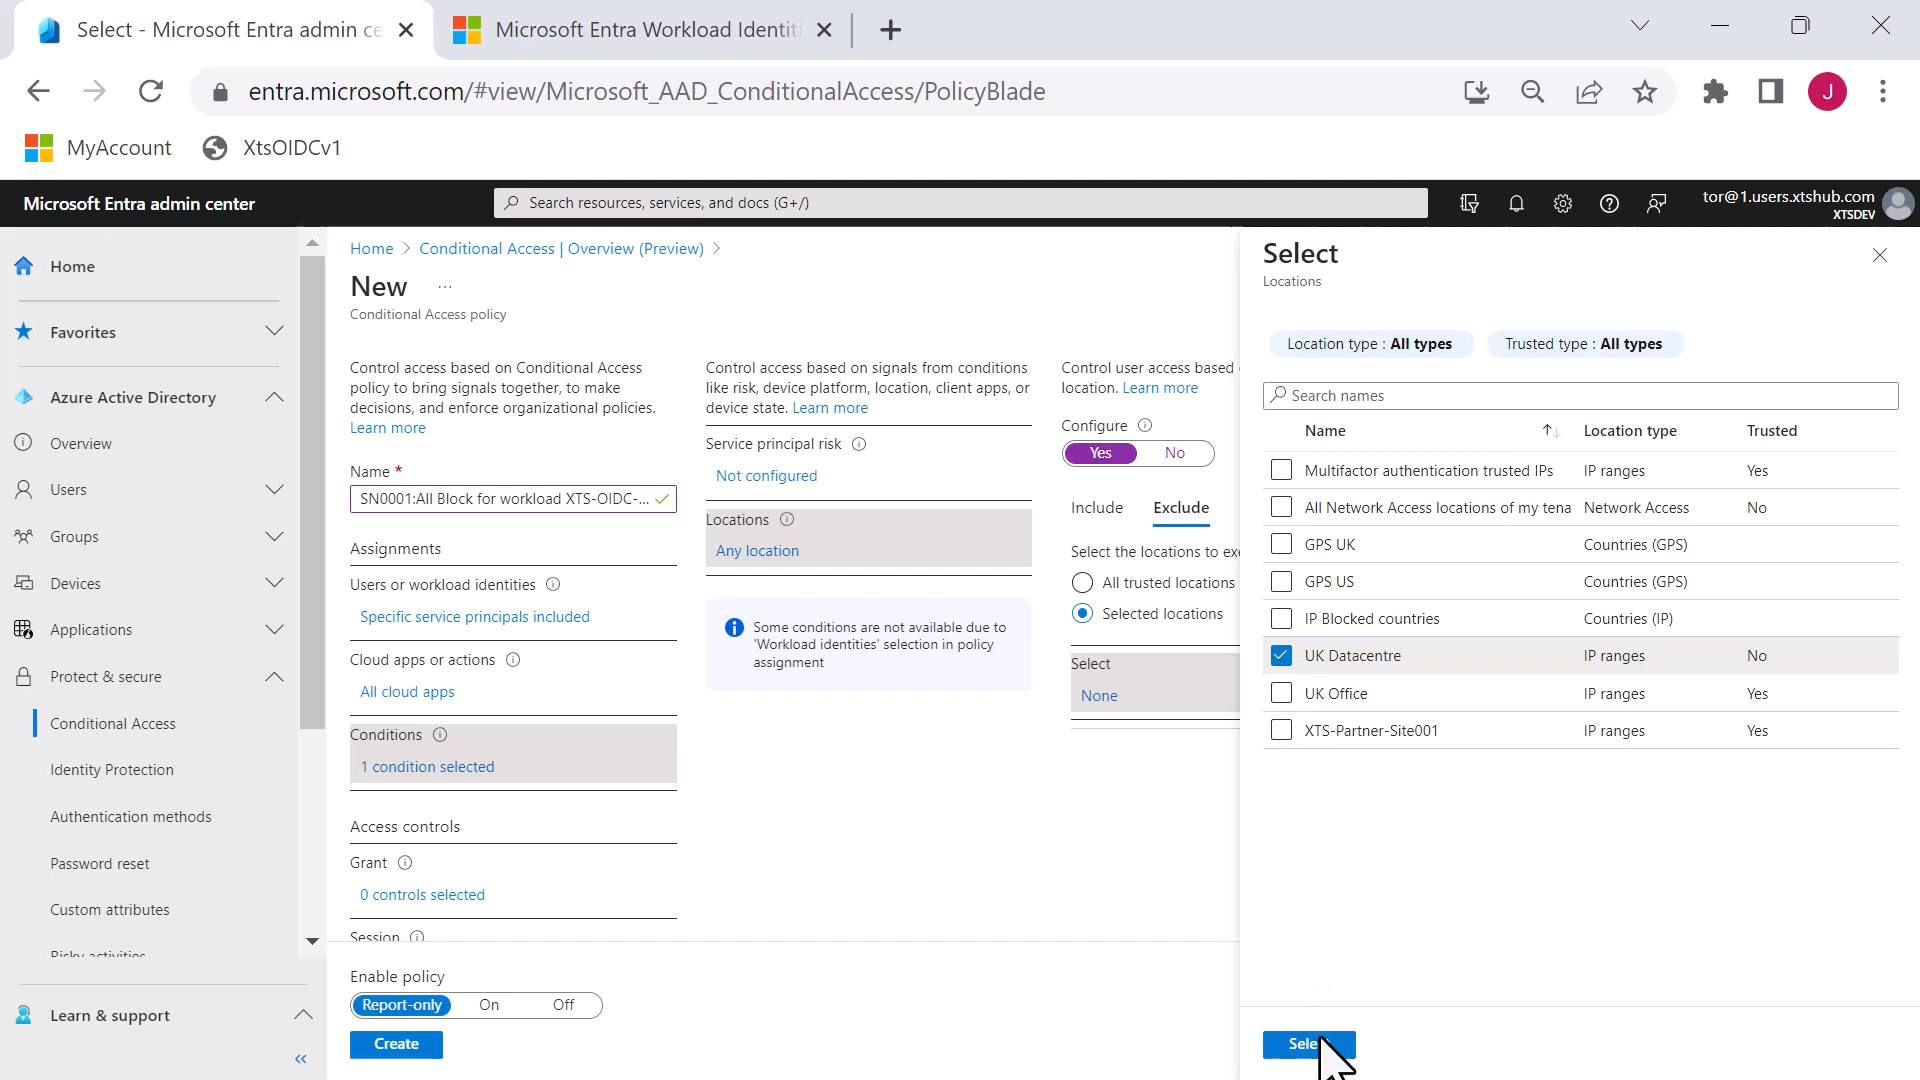 Select - Microsoft Entra admin ce
Microsoft Entra Workload Identiti
entra.microsoft.com/#view/Microsoft_AAD_ConditionalAccess/PolicyBlade
J
MyAccount
XtsOIDCv1
Microsoft Entra admin center
Search resources, services, and docs (G+/)
tor@1.users.xtshub.com
XTSDEV
Home
Favorites
Azure Active Directory
Overview
Users
Groups
Devices
Applications
Protect & secure
Conditional Access
Identity Protection
Authentication methods
Password reset
Custom attributes
Risky activities
Learn & support
Home > Conditional Access | Overview (Preview) >
New ...
Conditional Access policy
Control access based on Conditional Access
policy to bring signals together, to make
decisions, and enforce organizational policies.
Learn more
Name *
SN0001:All Block for workload XTS-OIDC-...
Assignments
Users or workload identities
Specific service principals included
Cloud apps or actions
All cloud apps
Conditions
1 condition selected
Access controls
Grant
0 controls selected
Session
Enable policy
Report-only On Off
Create
Control access based on signals from conditions
like risk, device platform, location, client apps, or
device state. Learn more
Service principal risk
Not configured
Locations
Any location
Some conditions are not available due to
'Workload identities' selection in policy
assignment
Control user access based
location. Learn more
Configure
Yes No
Include Exclude
Select the locations to ex
All trusted locations
Selected locations
Select
None
Select
Locations
Location type : All types
Trusted type : All types
Search names
Name Location type Trusted
Multifactor authentication trusted IPs IP ranges Yes
All Network Access locations of my tena Network Access No
GPS UK Countries (GPS)
GPS US Countries (GPS)
IP Blocked countries Countries (IP)
UK Datacentre IP ranges No
UK Office IP ranges Yes
XTS-Partner-Site001 IP ranges Yes
Select